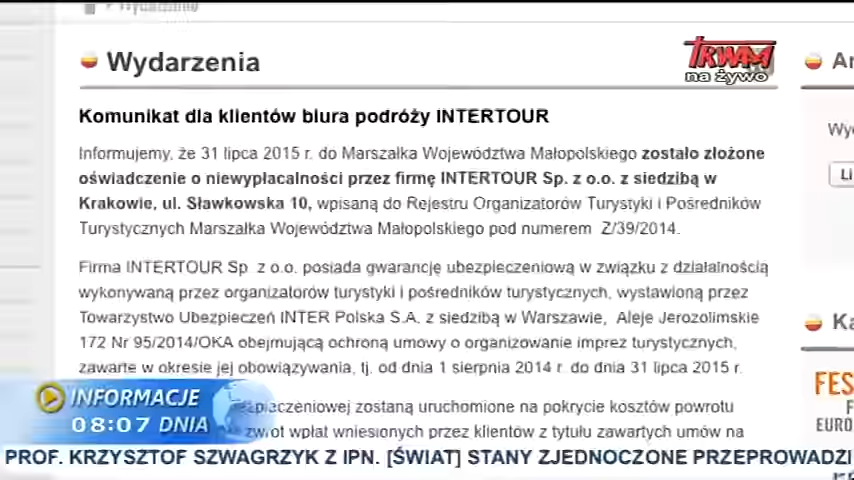 Wydarzenia
TRWAM
na żywo
Komunikat dla klientów biura podróży INTERTOUR
Informujemy, że 31 lipca 2015 r. do Marszałka Województwa Małopolskiego zostało złożone
oświadczenie o niewypłacalności przez firmę INTERTOUR Sp. z o.o. z siedzibą w
Krakowie, ul. Sławkowska 10, wpisaną do Rejestru Organizatorów Turystyki i Pośredników
Turystycznych Marszałka Województwa Małopolskiego pod numerem Z/39/2014.
Firma INTERTOUR Sp z o.o. posiada gwarancję ubezpieczeniową w związku z działalnością
wykonywaną przez organizatorów turystyki i pośredników turystycznych, wystawioną przez
Towarzystwo Ubezpieczeń INTER Polska S.A. z siedzibą w Warszawie, Aleje Jerozolimskie
172 Nr 95/2014/OKA obejmującą ochroną umowy o organizowanie imprez turystycznych,
zawarte w okresie jej obowiązywania, tj. od dnia 1 sierpnia 2014 r. do dnia 31 lipca 2015 r.
zostaną uruchomione na pokrycie kosztów powrotu
wpłat wniesionych przez klientów z tytułu zawartych umów na
FES
EURO
INFORMACJE
08:07 DNIA
PROF. KRZYSZTOF SZWAGRZYK Z IPN. [ŚWIAT] STANY ZJEDNOCZONE PRZEPROWADZI